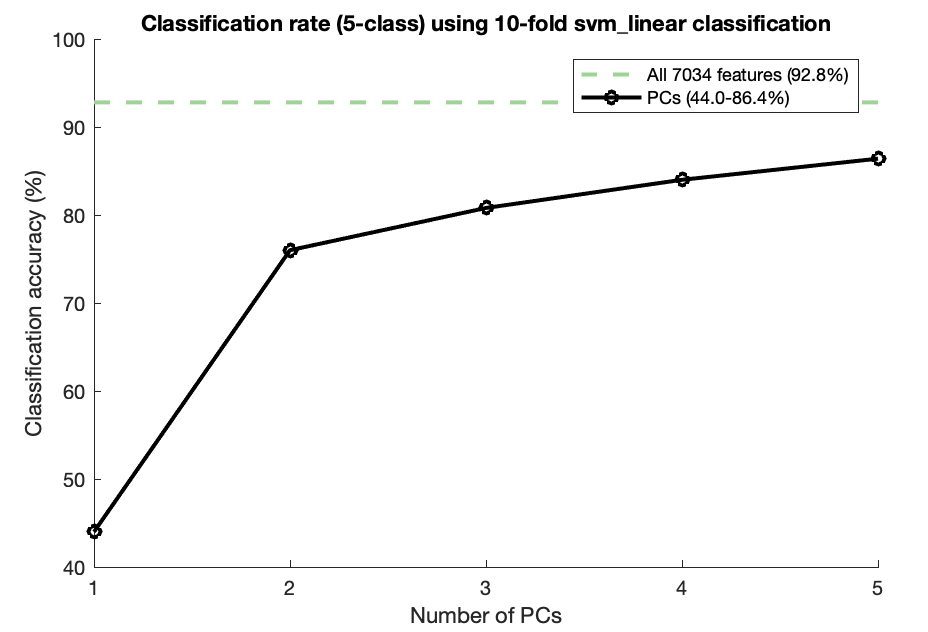 Classification rate (5-class) using 10-fold svm_linear classification
100
All 7034 features (92.8%)
PCs (44.0-86.4%)
90
80
70
60
50
40
Classification accuracy (%)
1 2 3 4 5
Number of PCs